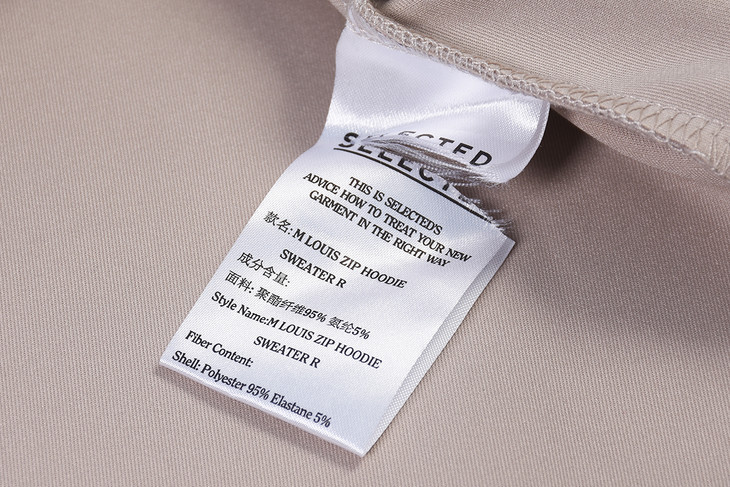 SELECTED
THIS IS SELECTED'S
ADVICE HOW TO TREAT YOUR NEW
GARMENT IN THE RIGHT WAY
款名: M LOUIS ZIP HOODIE
SWEATER R
成分含量:
面料: 聚酯纤维95% 氨纶5%
Style Name:M LOUIS ZIP HOODIE
SWEATER R
Fiber Content:
Shell: Polyester 95% Elastane 5%